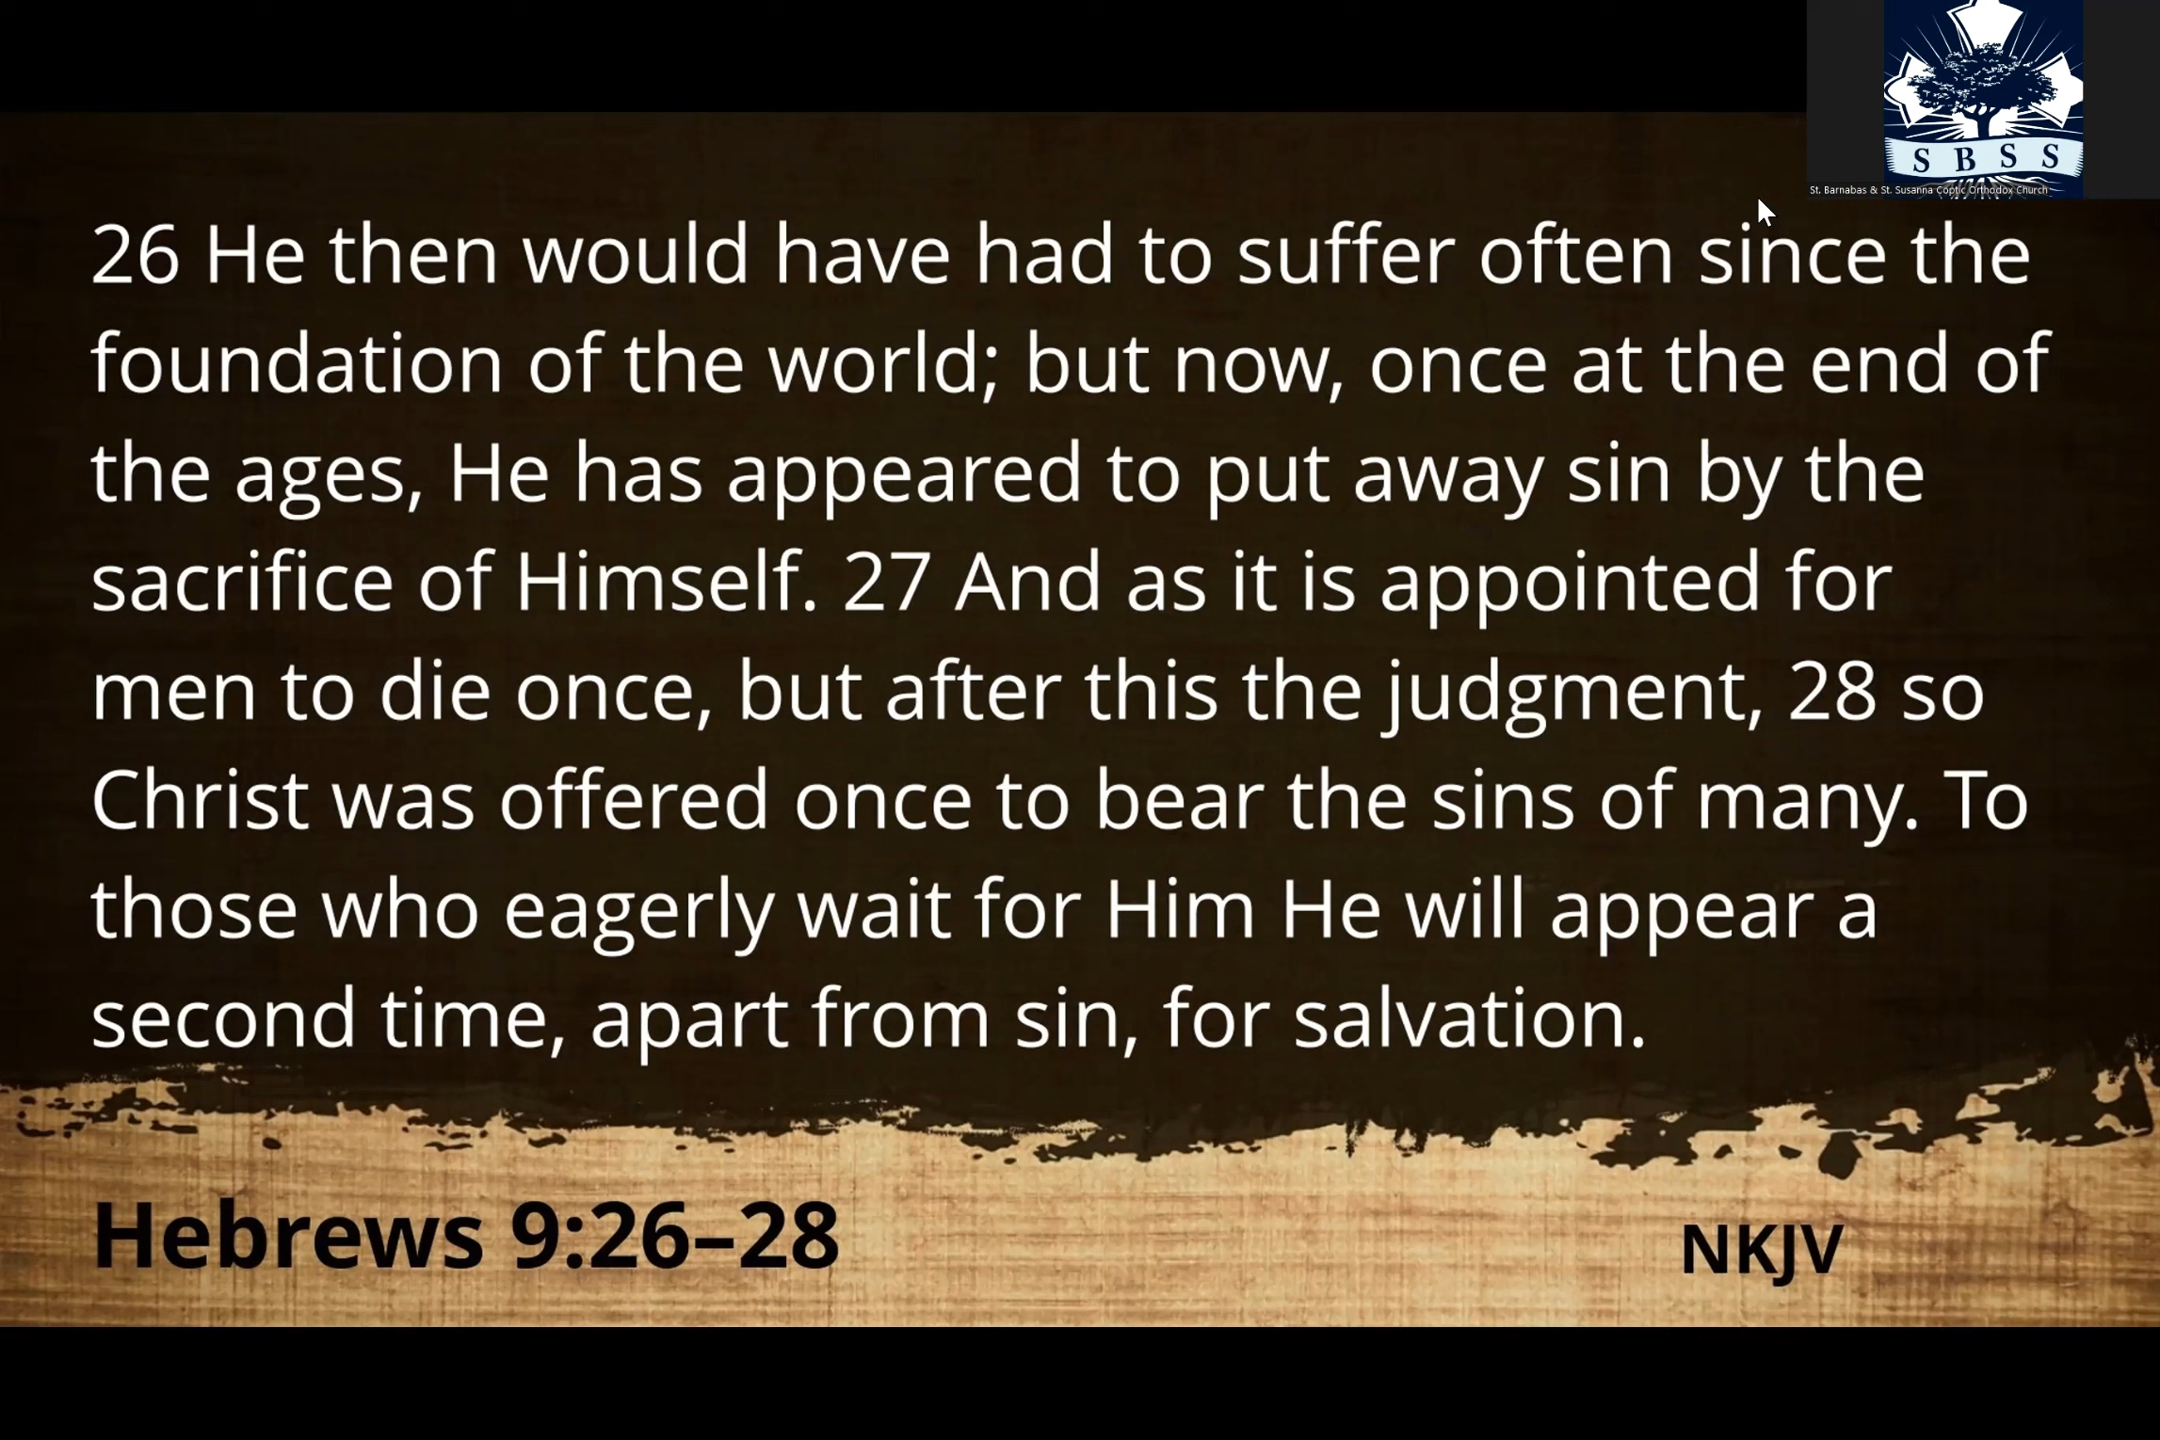 S B S S
St. Barnabas & St. Susanna Coptic Orthodox Church
26 He then would have had to suffer often since the
foundation of the world; but now, once at the end of
the ages, He has appeared to put away sin by the
sacrifice of Himself. 27 And as it is appointed for
men to die once, but after this the judgment, 28 so
Christ was offered once to bear the sins of many. To
those who eagerly wait for Him He will appear a
second time, apart from sin, for salvation.
Hebrews 9:26–28 NKJV